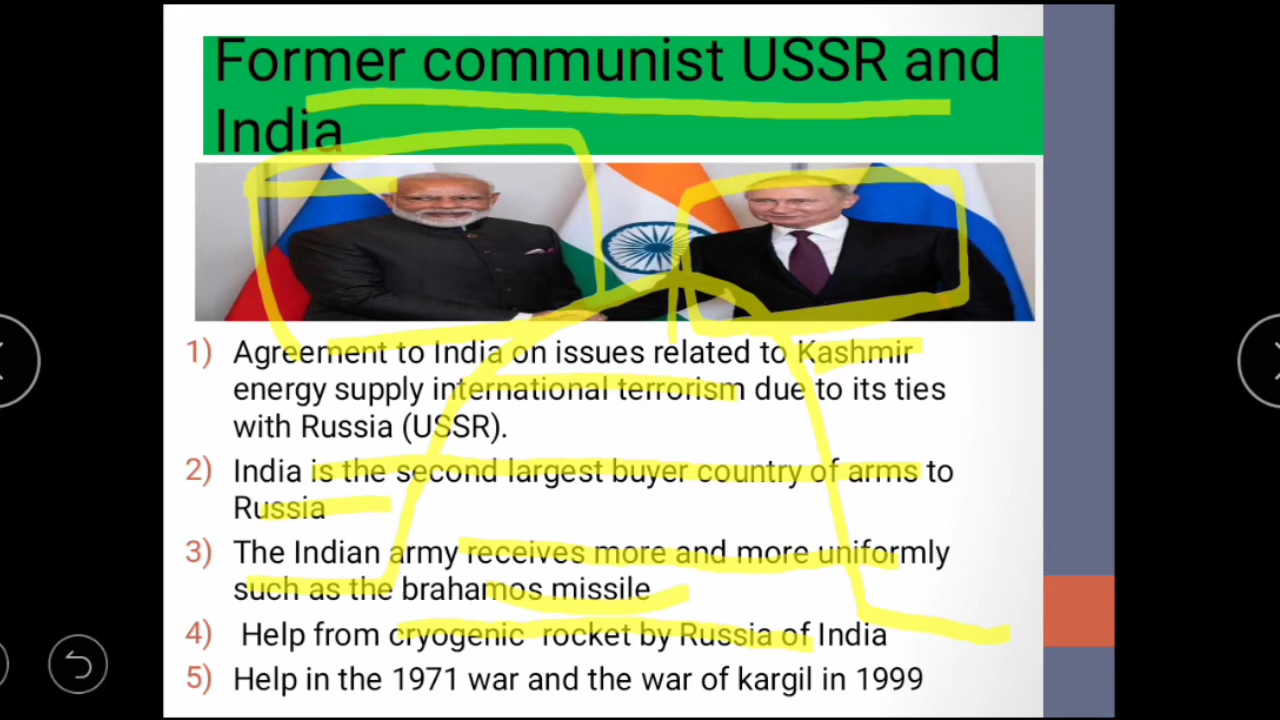 Former communist USSR and
India
1) Agreement to India on issues related to Kashmir
energy supply international terrorism due to its ties
with Russia (USSR).
2) India is the second largest buyer country of arms to
Russia
3) The Indian army receives more and more uniformly
such as the brahamos missile
4) Help from cryogenic rocket by Russia of India
5) Help in the 1971 war and the war of kargil in 1999